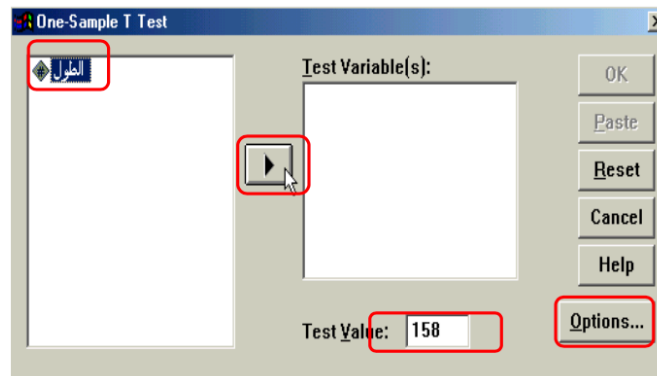 One-Sample T Test
الطول
Test Variable(s):
OK
Paste
Reset
Cancel
Help
Options...
Test Value: 158